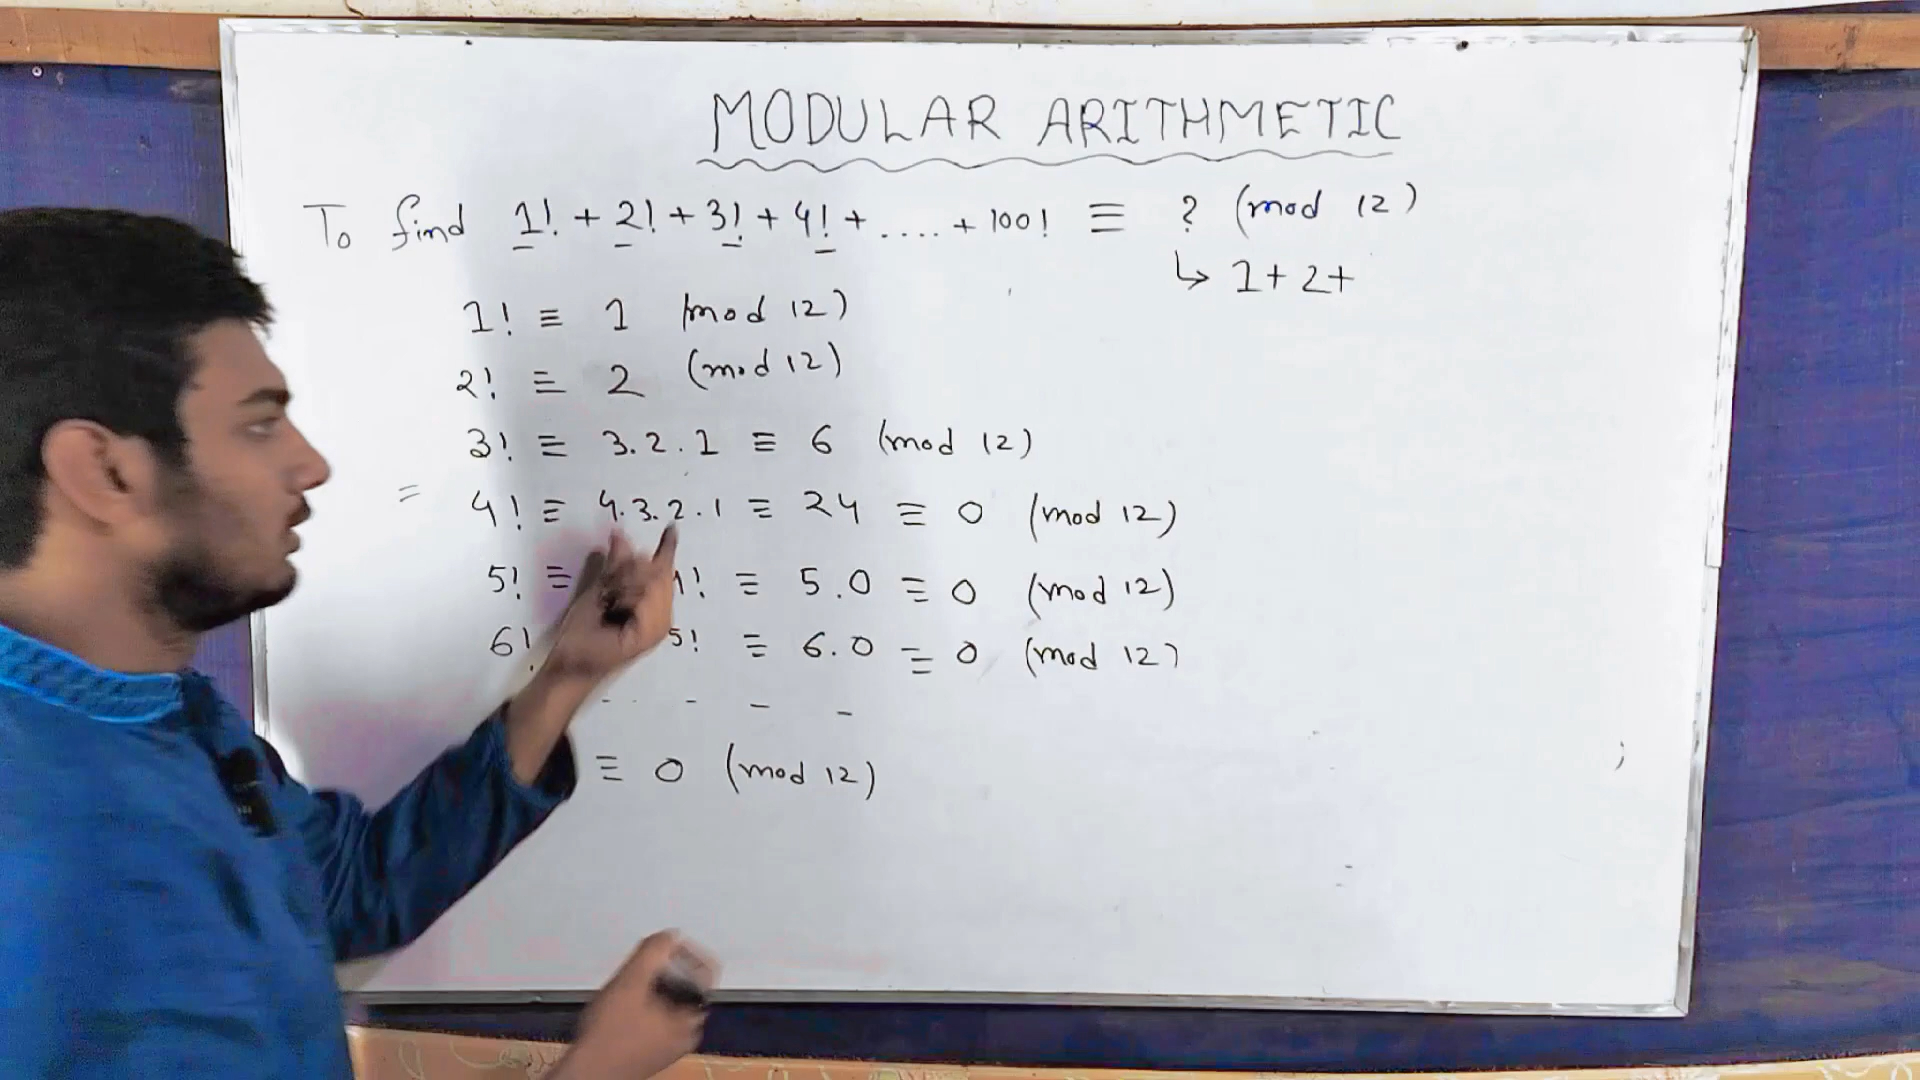 MODULAR ARITHMETIC
To find 1! + 2! + 3! + 4! + .... + 100! ≡ ? (mod 12)
↳ 1+ 2+
1! ≡ 1 (mod 12)
2! ≡ 2 (mod 12)
3! ≡ 3.2.1 ≡ 6 (mod 12)
= 4! ≡ 4.3.2.1 ≡ 24 ≡ 0 (mod 12)
5! ≡ ! ≡ 5.0 ≡ 0 (mod 12)
6! 5! ≡ 6.0 ≡ 0 (mod 12)
≡ 0 (mod 12)